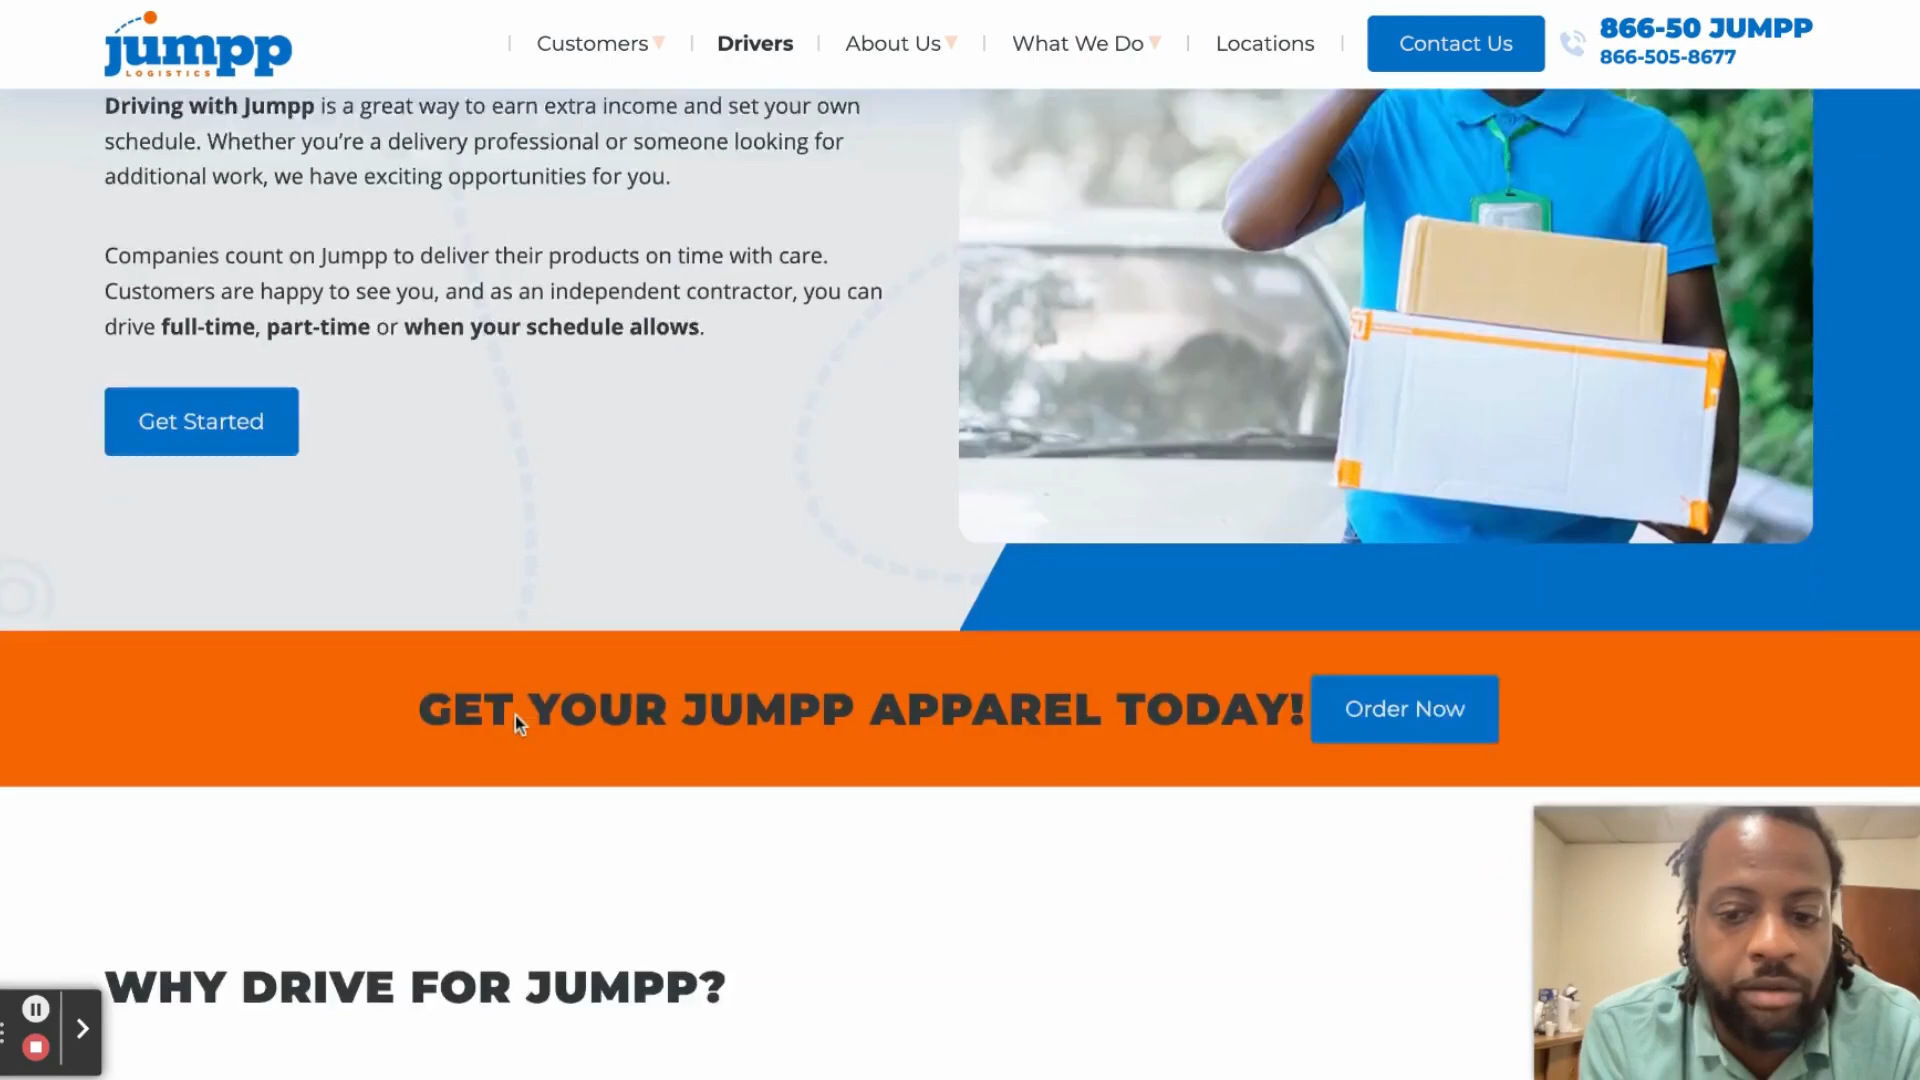 jumpp
LOGISTICS
Customers
Drivers
About Us
What We Do
Locations
Contact Us
866-50 JUMPP
866-505-8677
Driving with Jumpp is a great way to earn extra income and set your own
schedule. Whether you’re a delivery professional or someone looking for
additional work, we have exciting opportunities for you.
Companies count on Jumpp to deliver their products on time with care.
Customers are happy to see you, and as an independent contractor, you can
drive full-time, part-time or when your schedule allows.
Get Started
GET YOUR JUMPP APPAREL TODAY!
Order Now
WHY DRIVE FOR JUMPP?